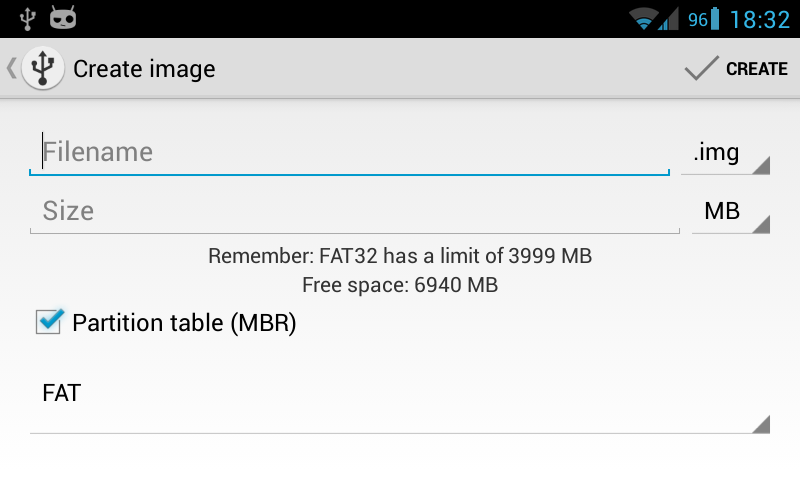 96 18:32
Create image CREATE
Filename .img
Size MB
Remember: FAT32 has a limit of 3999 MB
Free space: 6940 MB
Partition table (MBR)
FAT